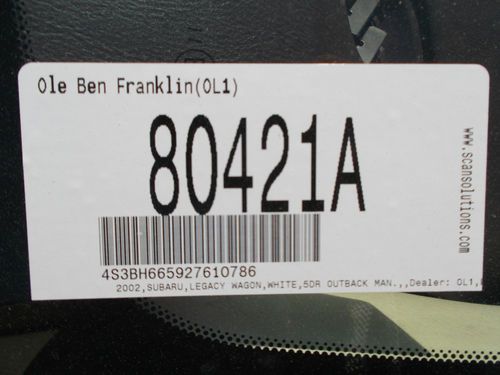 Ole Ben Franklin(OL1)
80421A
www.scansolutions.com
4S3BH665927610786
2002,SUBARU,LEGACY WAGON,WHITE,5DR OUTBACK MAN.,,Dealer: OL1,